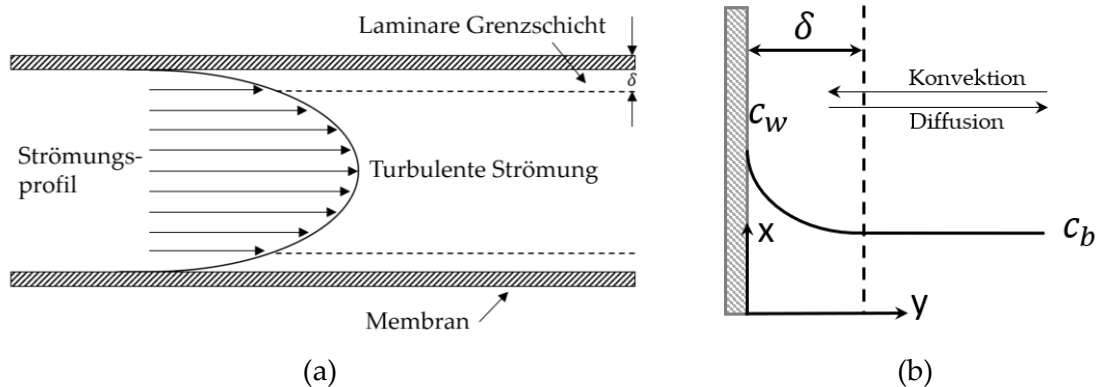 Laminare Grenzschicht
δ
Strömungs-
profil
Turbulente Strömung
Membran
(a)
δ
Konvektion
Diffusion
c_w
c_b
x
y
(b)